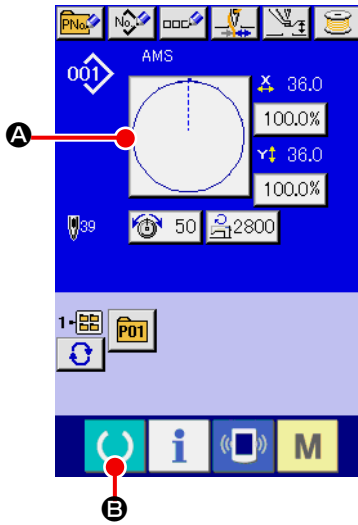 PNo. No.
001 AMS
X 36.0
A
100.0%
Y 36.0
100.0%
39 50 2800
1· P01
i M
B